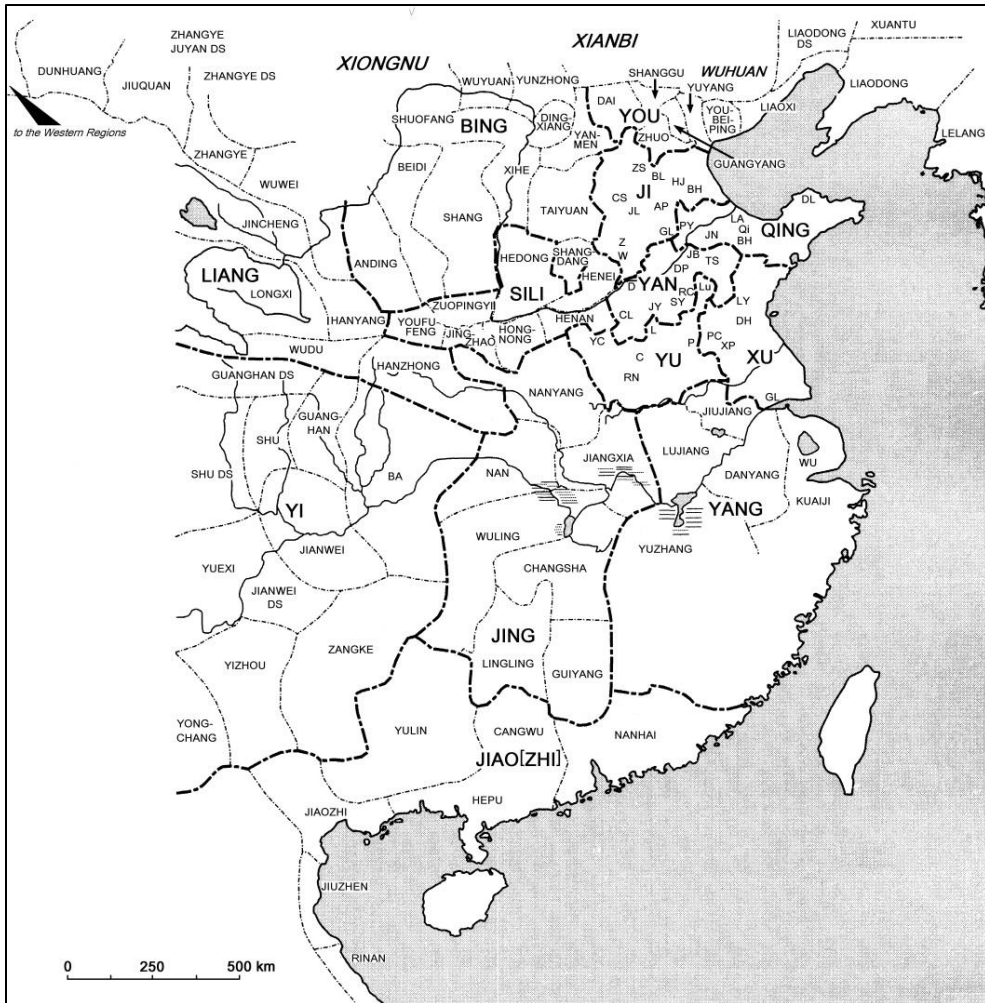 XIANBI
XUANTU
LIAODONG
DS
ZHANGYE
JUYAN DS
XIONGNU
SHANGGU
WUHUAN
DUNHUANG
JIUQUAN
ZHANGYE DS
WUYUAN
YUNZHONG
YUYANG
LIAODONG
DAI
YOU
YOU-
BEI-
PING
LIAOXI
SHUOFANG
BING
DING-
XIANG
YAN-
MEN
ZHUO
to the Western Regions
LELANG
ZHANGYE
BEIDI
XIHE
ZS
BL
GUANGYANG
WUWEI
JI
HJ
BH
CS
JL
AP
DL
JINCHENG
SHANG
TAIYUAN
PY
LA
Qi
BH
QING
GL
JN
ANDING
HEDONG
SHANG-
DANG
Z
W
JB
TS
LIANG
LONGXI
HENEI
YAN
DP
SILI
D
RC
Lu
ZUOPINGYI
JY
SY
LY
HANYANG
YOUFU-
FENG
JING-
ZHAO
HONG-
NONG
HENAN
CL
DH
WUDU
YC
L
P
PC
XP
XU
C
YU
GUANGHAN DS
HANZHONG
RN
NANYANG
GL
GUANG-
HAN
JIUJIANG
SHU
JIANGXIA
LUJIANG
WU
SHU DS
BA
NAN
DANYANG
KUAIJI
YI
YANG
WULING
YUZHANG
JIANWEI
YUEXI
CHANGSHA
JIANWEI
DS
JING
ZANGKE
YIZHOU
LINGLING
GUIYANG
YONG-
CHANG
YULIN
CANGWU
NANHAI
JIAO[ZHI]
HEPU
JIAOZHI
JIUZHEN
RINAN
0 250 500 km